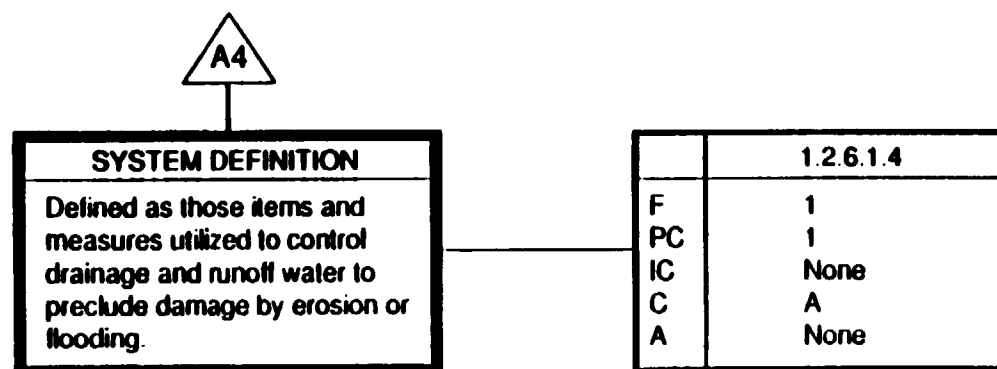 A4
SYSTEM DEFINITION
Defined as those items and
measures utilized to control
drainage and runoff water to
preclude damage by erosion or
flooding.
1.2.6.1.4
F 1
PC 1
IC None
C A
A None